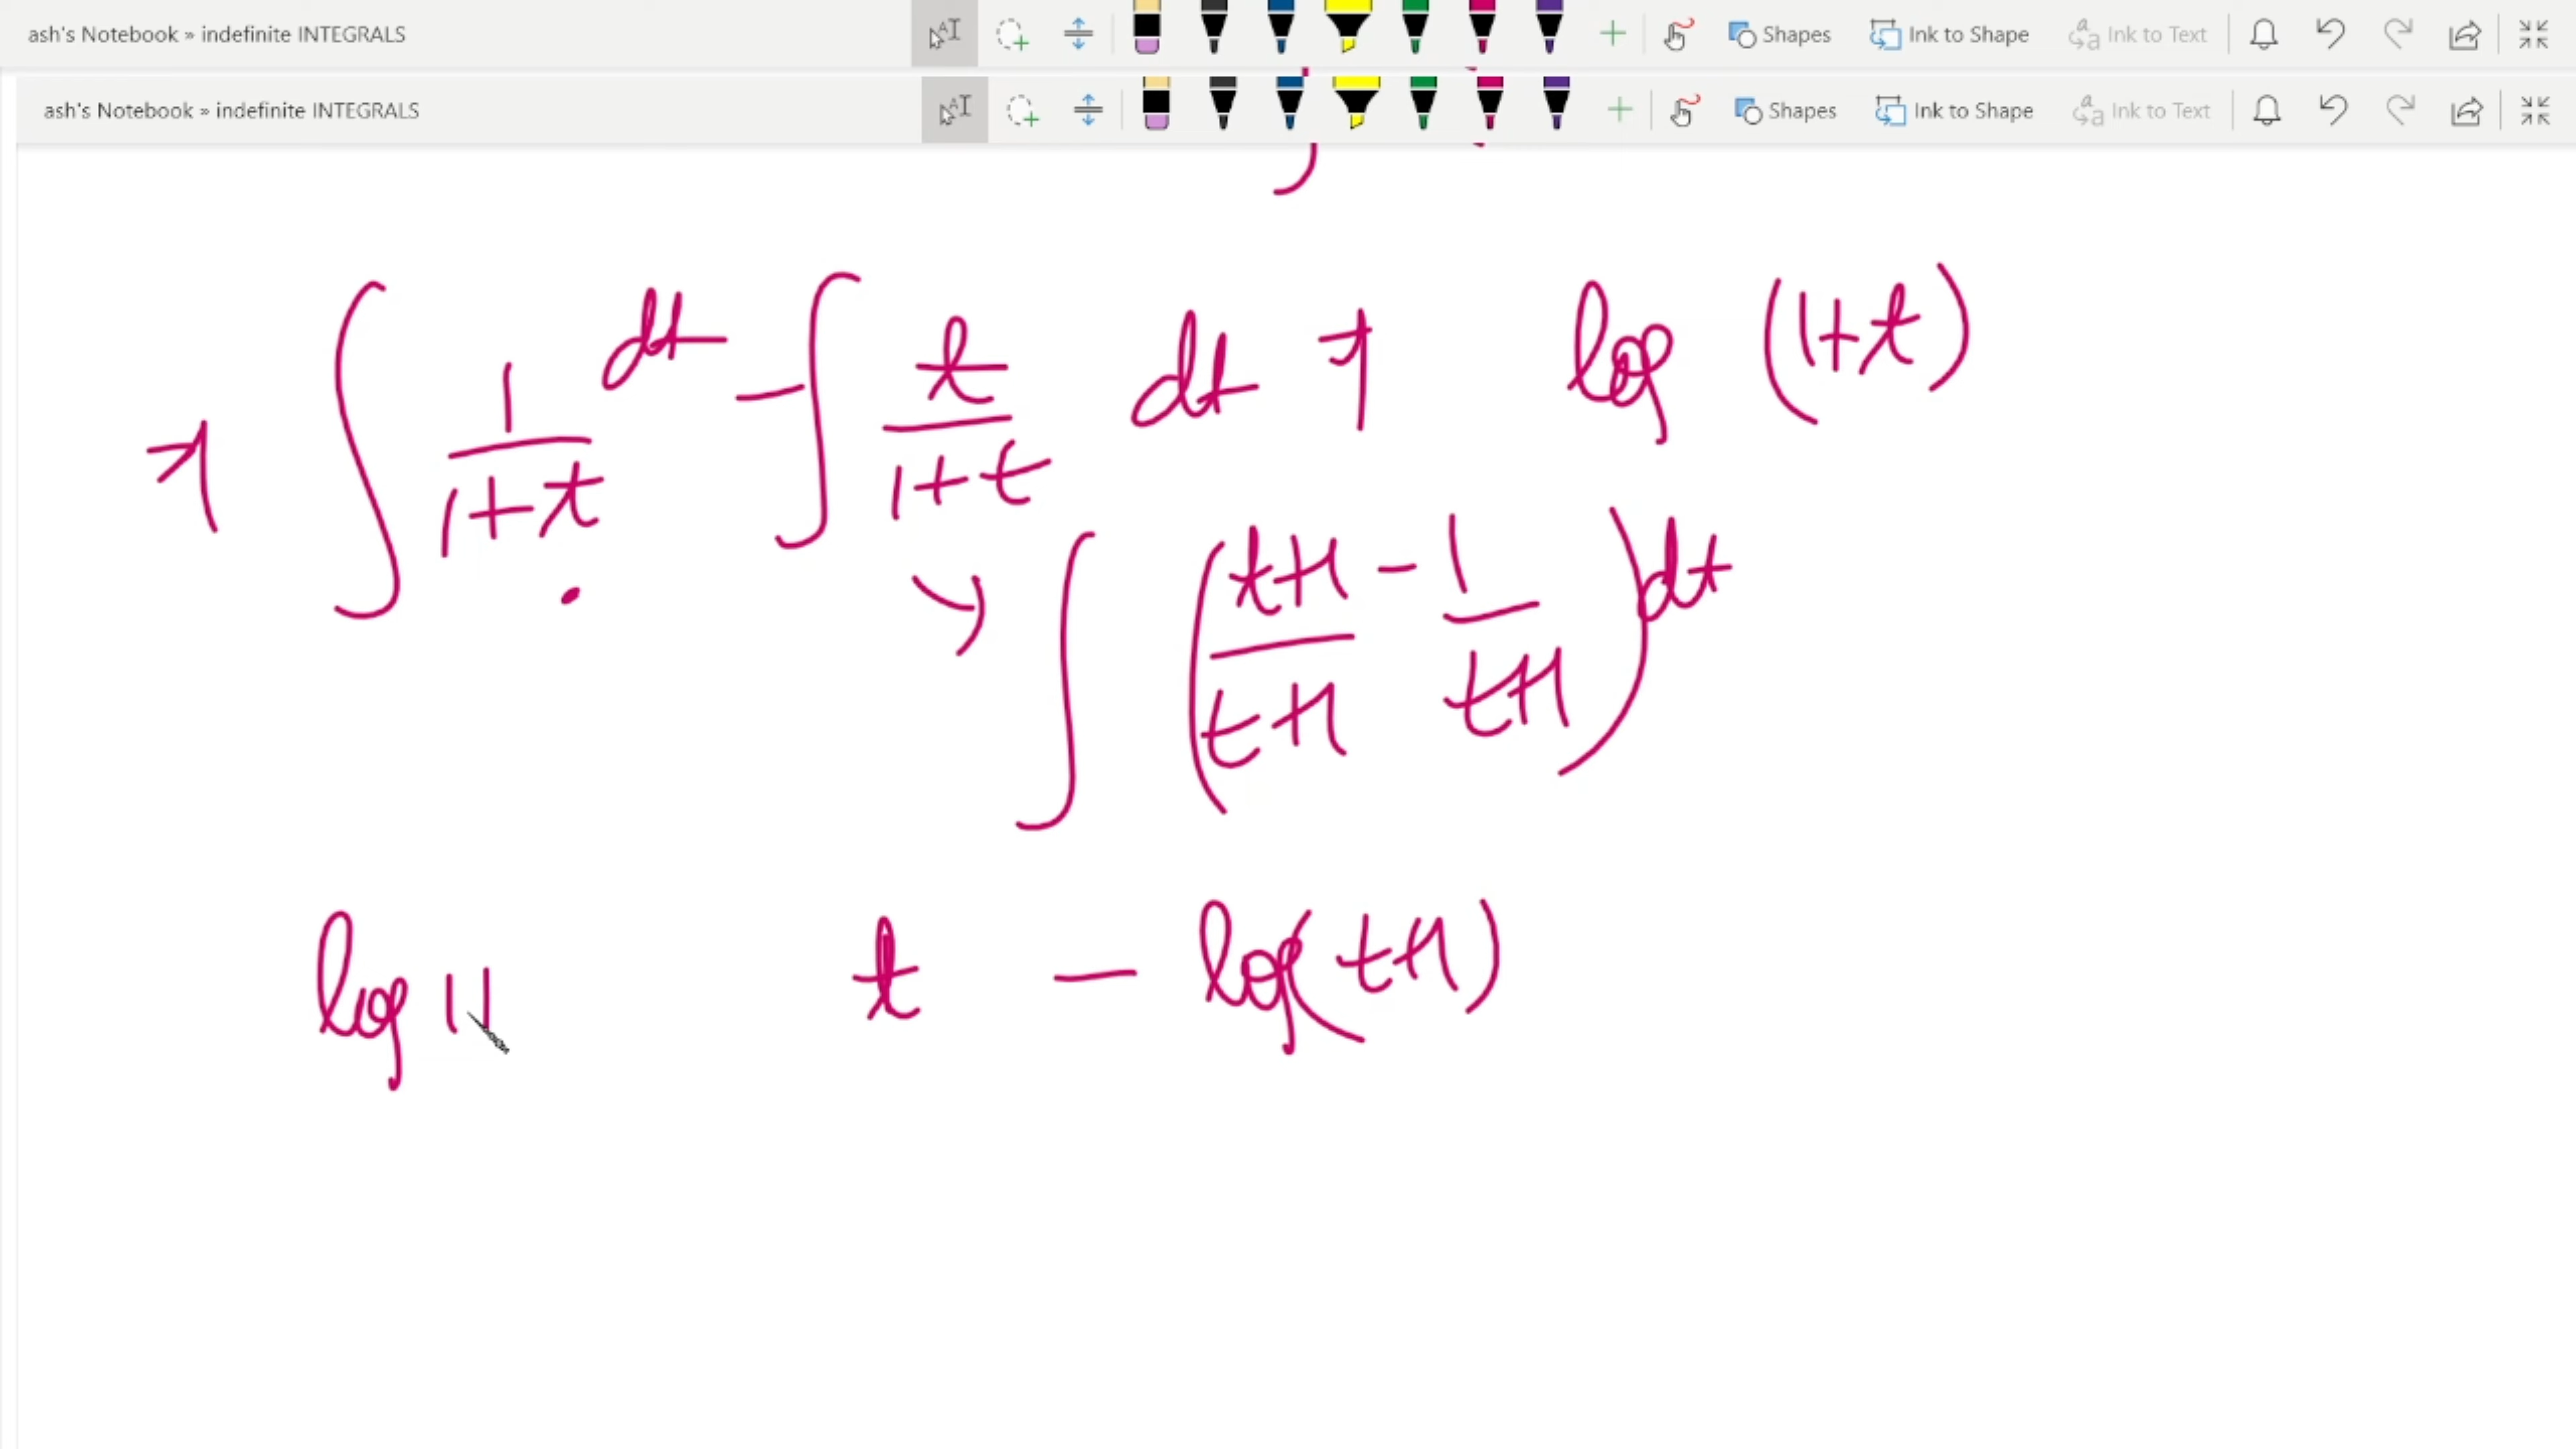 ash's Notebook » indefinite INTEGRALS Shapes Ink to Shape Ink to Text
ash's Notebook » indefinite INTEGRALS Shapes Ink to Shape Ink to Text
∫ 1/(1+t) dt - ∫ t/(1+t) dt log (1+t)
∫ ((t+1)/(t+1) - 1/(t+1)) dt
log 11 t - log(t+1)